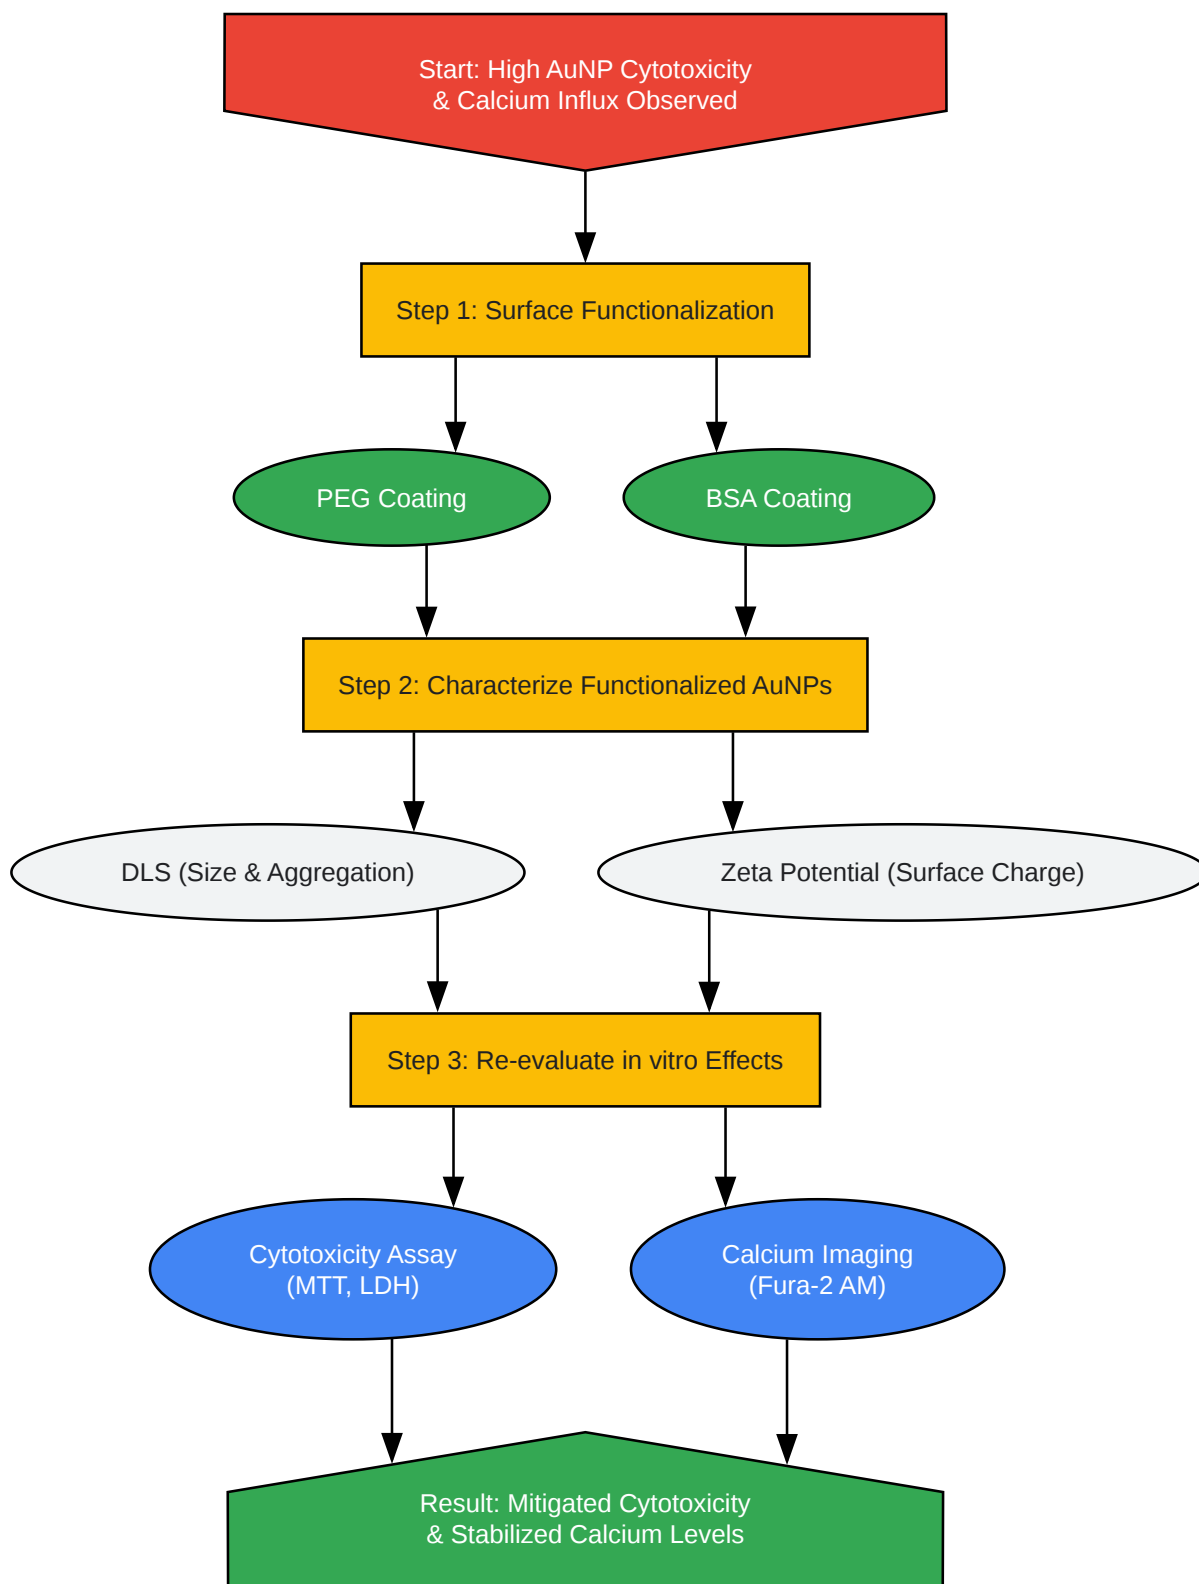 Start: High AuNP Cytotoxicity
& Calcium Influx Observed
Step 1: Surface Functionalization
PEG Coating
BSA Coating
Step 2: Characterize Functionalized AuNPs
DLS (Size & Aggregation)
Zeta Potential (Surface Charge)
Step 3: Re-evaluate in vitro Effects
Cytotoxicity Assay
(MTT, LDH)
Calcium Imaging
(Fura-2 AM)
Result: Mitigated Cytotoxicity
& Stabilized Calcium Levels